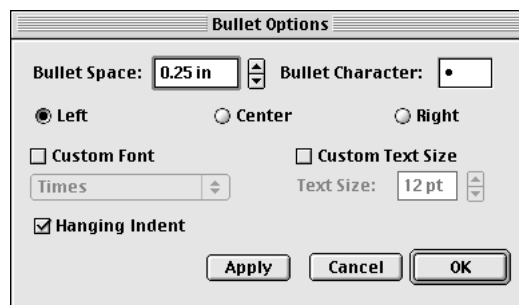 Bullet Options
Bullet Space: 0.25 in Bullet Character: •
Left Center Right
Custom Font Custom Text Size
Times Text Size: 12 pt
Hanging Indent
Apply Cancel OK